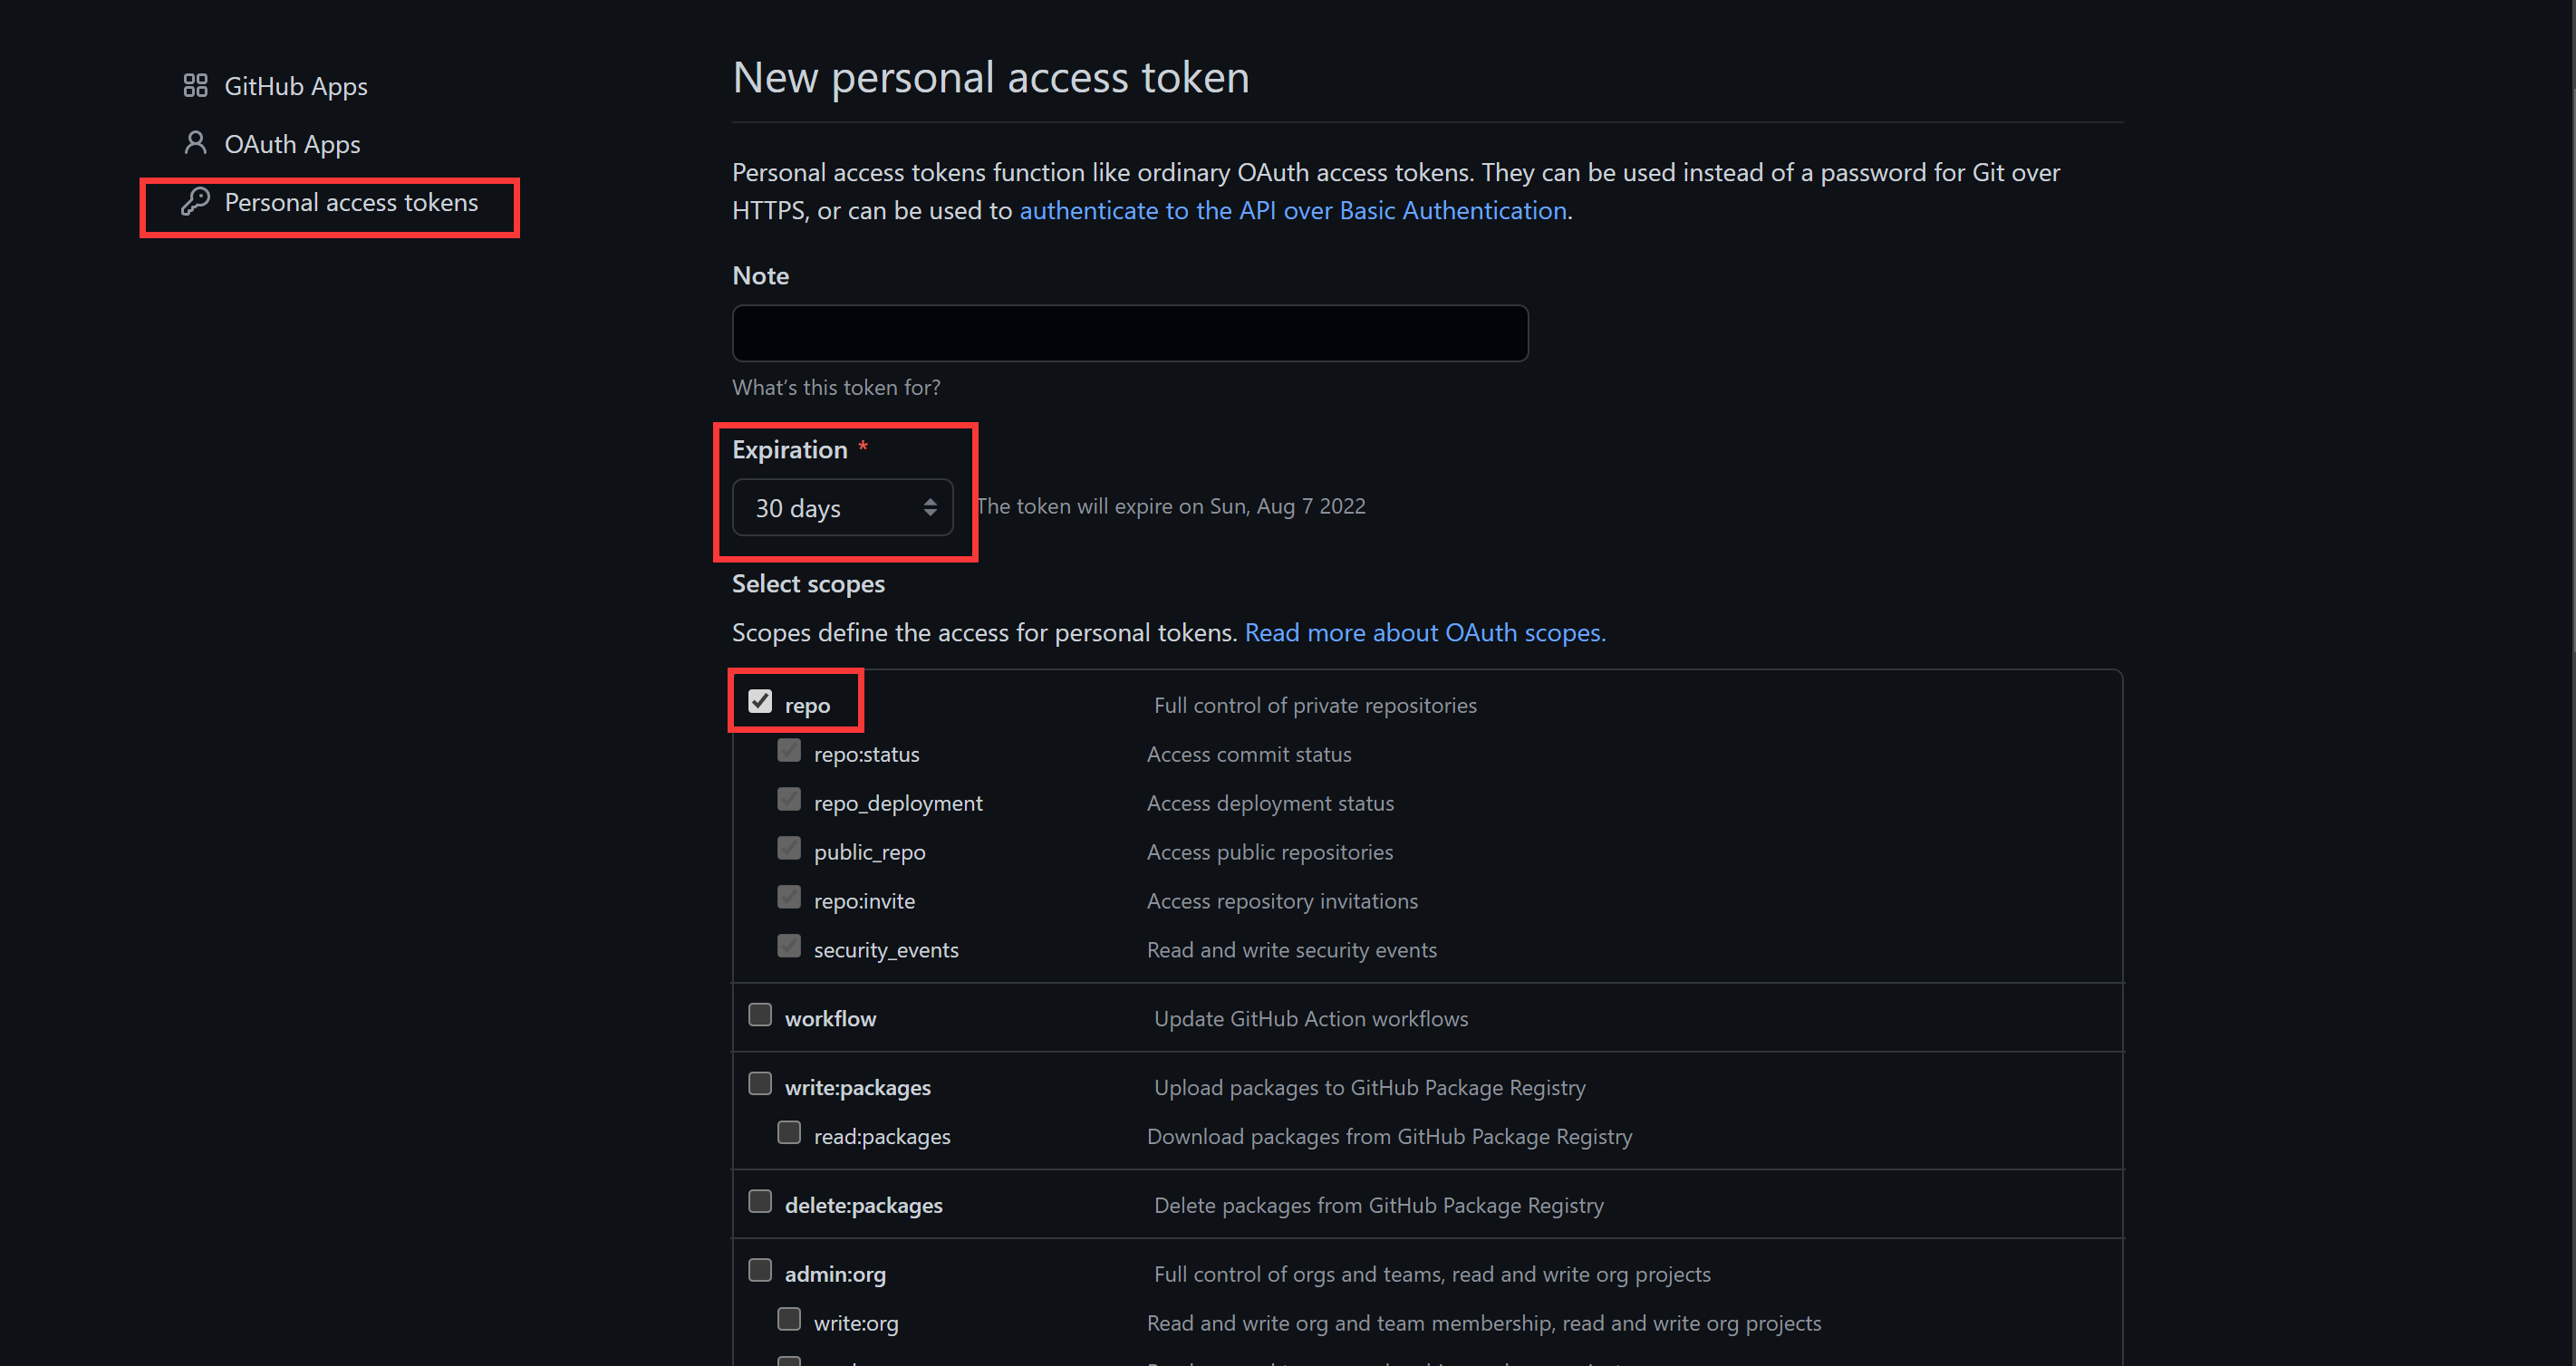 GitHub Apps
OAuth Apps
Personal access tokens
New personal access token
Personal access tokens function like ordinary OAuth access tokens. They can be used instead of a password for Git over
HTTPS, or can be used to authenticate to the API over Basic Authentication.
Note
What's this token for?
Expiration *
30 days
The token will expire on Sun, Aug 7 2022
Select scopes
Scopes define the access for personal tokens. Read more about OAuth scopes.
repo Full control of private repositories
repo:status Access commit status
repo_deployment Access deployment status
public_repo Access public repositories
repo:invite Access repository invitations
security_events Read and write security events
workflow Update GitHub Action workflows
write:packages Upload packages to GitHub Package Registry
read:packages Download packages from GitHub Package Registry
delete:packages Delete packages from GitHub Package Registry
admin:org Full control of orgs and teams, read and write org projects
write:org Read and write org and team membership, read and write org projects